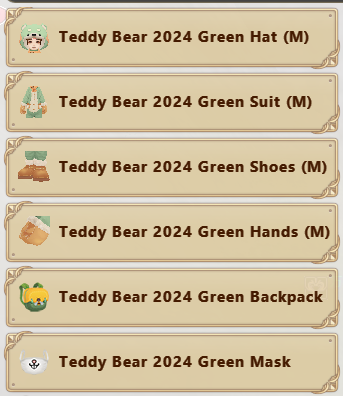 Teddy Bear 2024 Green Hat (M)
Teddy Bear 2024 Green Suit (M)
Teddy Bear 2024 Green Shoes (M)
Teddy Bear 2024 Green Hands (M)
Teddy Bear 2024 Green Backpack
Teddy Bear 2024 Green Mask